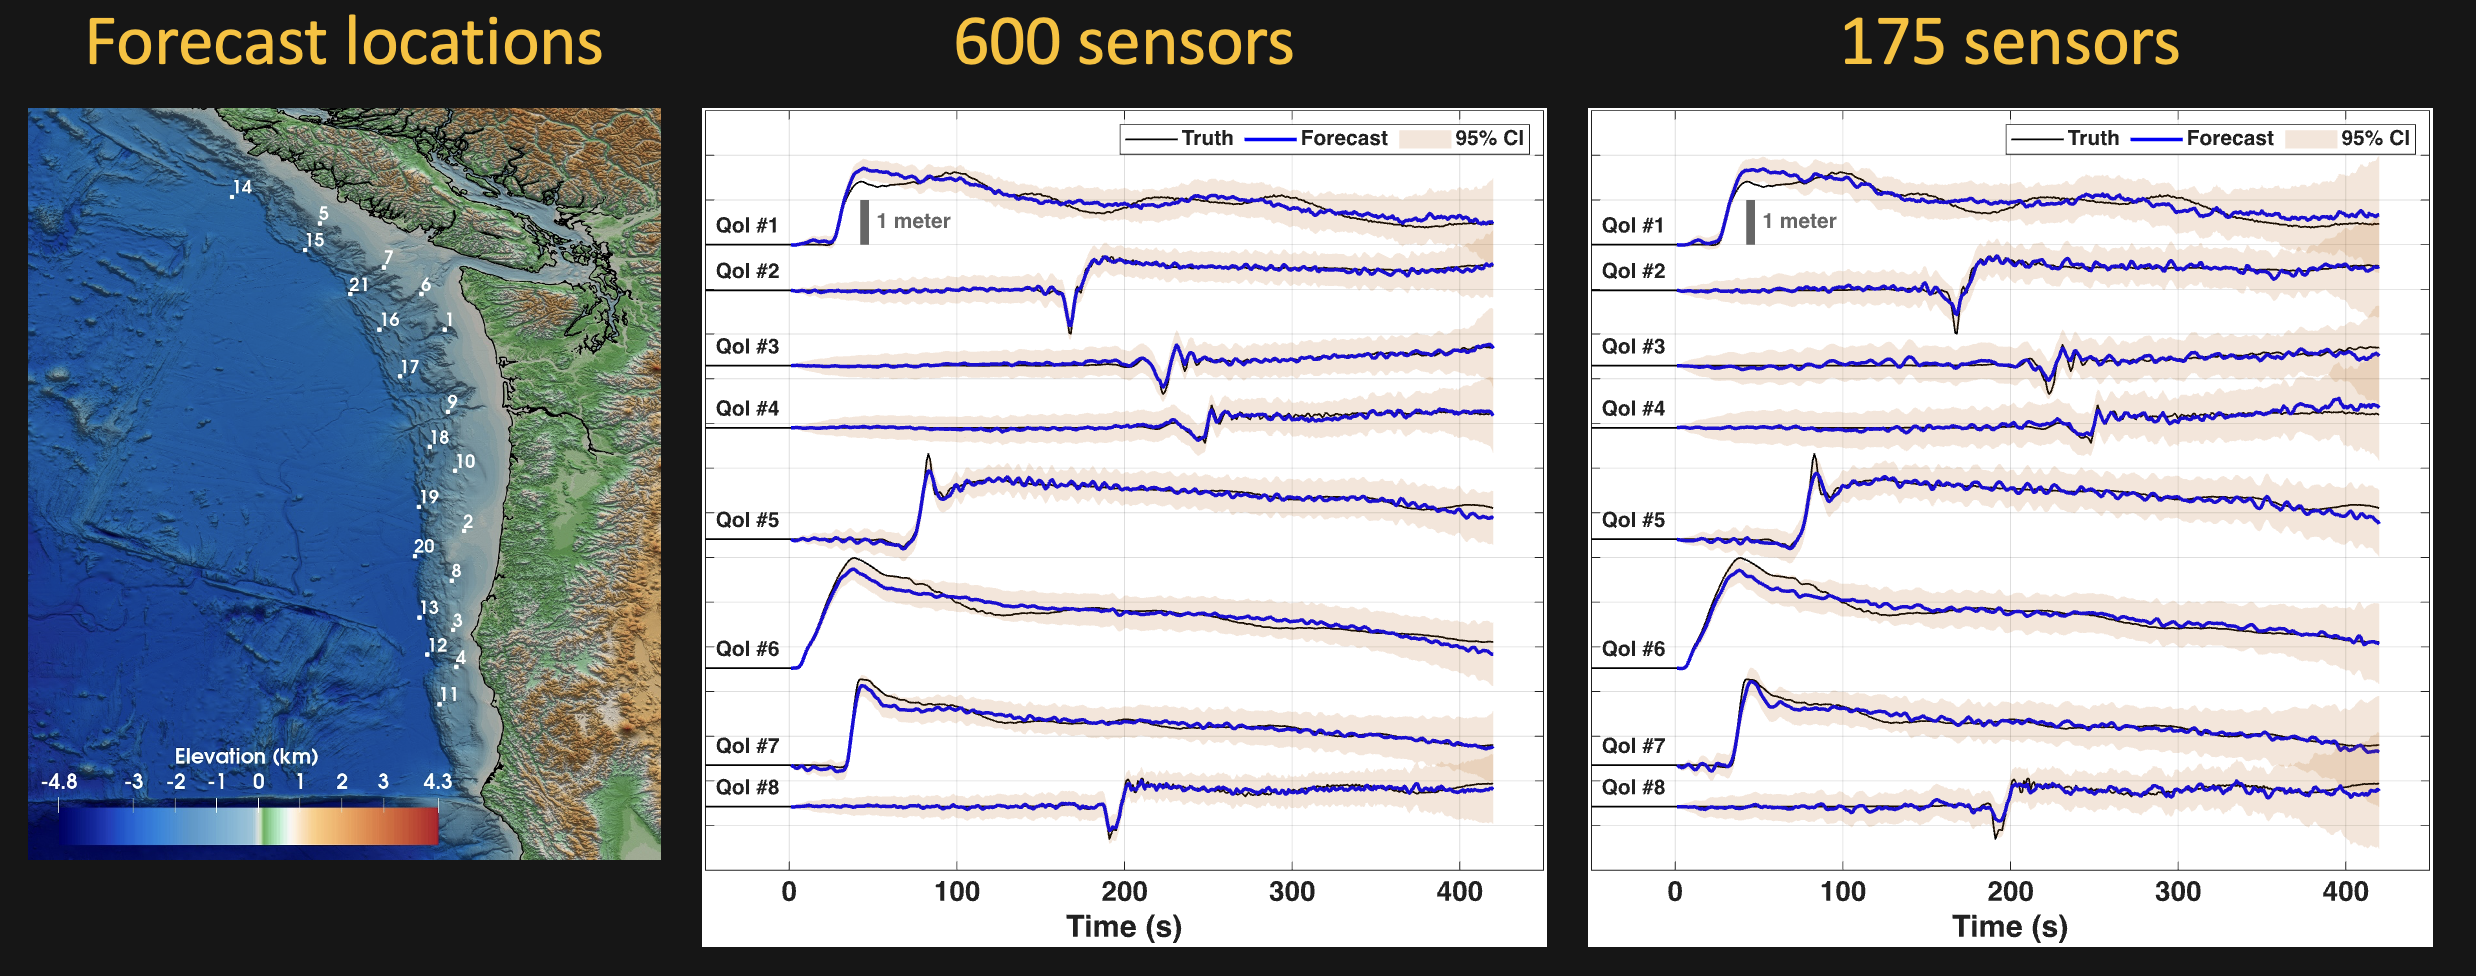 Forecast locations
14
5
15
7
21
6
16
1
17
9
18
10
19
2
20
8
13
3
12
4
11
Elevation (km)
-4.8 -3 -2 -1 0 1 2 3 4.3
600 sensors
Truth Forecast 95% CI
QoI #1
1 meter
QoI #2
QoI #3
QoI #4
QoI #5
QoI #6
QoI #7
QoI #8
0 100 200 300 400
Time (s)
175 sensors
Truth Forecast 95% CI
QoI #1
1 meter
QoI #2
QoI #3
QoI #4
QoI #5
QoI #6
QoI #7
QoI #8
0 100 200 300 400
Time (s)